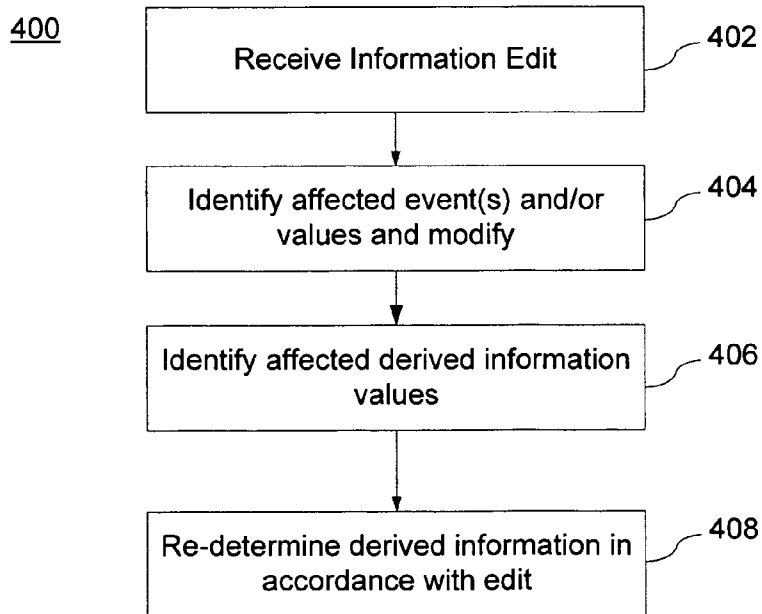 400
Receive Information Edit
402
Identify affected event(s) and/or
values and modify
404
Identify affected derived information
values
406
Re-determine derived information in
accordance with edit
408